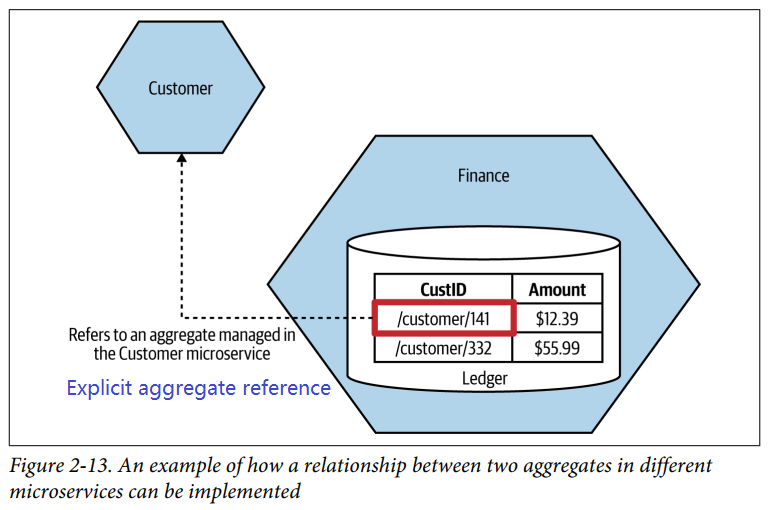 Customer
Finance
CustID Amount
/customer/141 $12.39
/customer/332 $55.99
Ledger
Refers to an aggregate managed in
the Customer microservice
Explicit aggregate reference
Figure 2-13. An example of how a relationship between two aggregates in different
microservices can be implemented